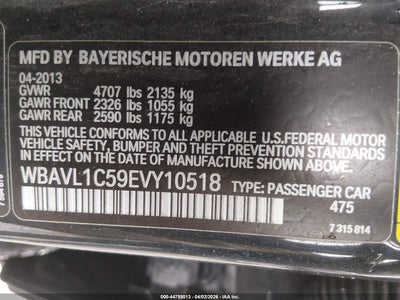 MFD BY BAYERISCHE MOTOREN WERKE AG
04-2013
GVWR 4707 lbs 2135 kg
GAWR FRONT 2326 lbs 1055 kg
GAWR REAR 2590 lbs 1175 kg
THIS VEHICLE CONFORMS TO ALL APPLICABLE U.S.FEDERAL MOTOR
VEHICLE SAFETY, BUMPER AND THEFT PREVENTION STANDARDS
IN EFFECT ON THE DATE OF MANUFACTURE SHOWN ABOVE.
WBAVL1C59EVY10518 TYPE: PASSENGER CAR
475
7 315 814
000-44758013 - 04/02/2026 - IAA Inc.